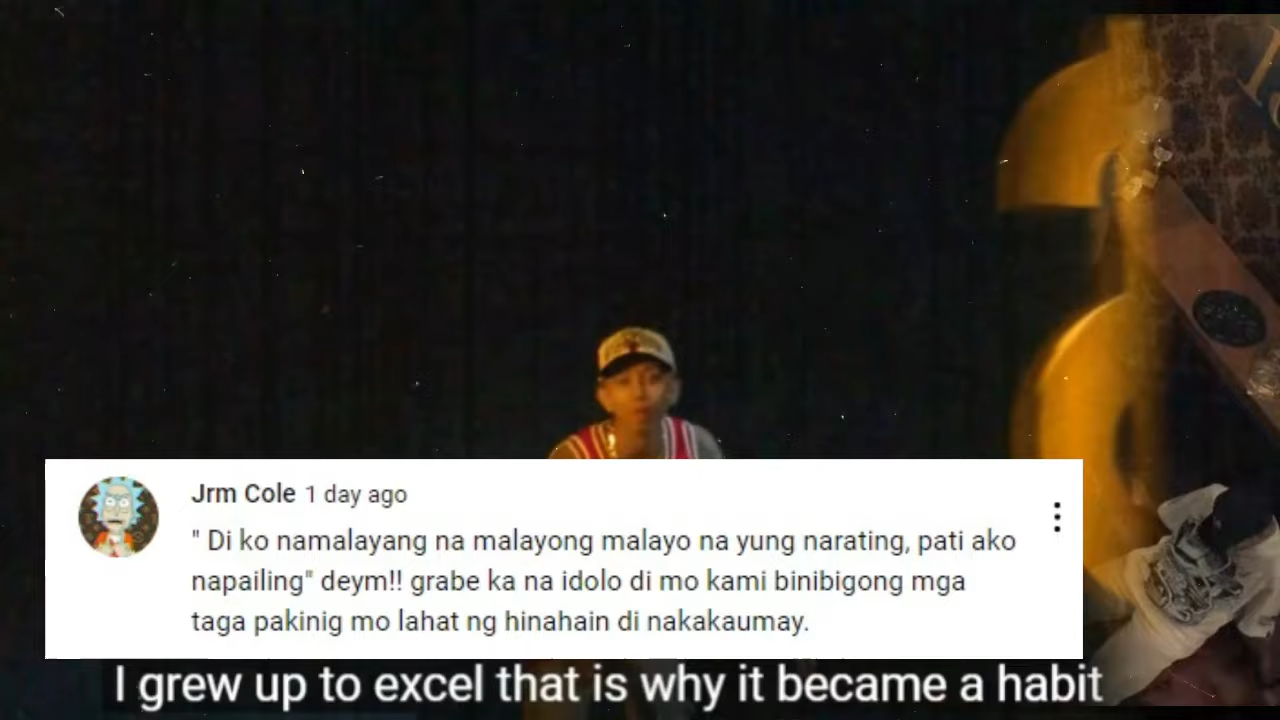 Jrm Cole 1 day ago
" Di ko namalayang na malayong malayo na yung narating, pati ako
napailing" deym!! grabe ka na idolo di mo kami binibigong mga
taga pakinig mo lahat ng hinahain di nakakaumay.
I grew up to excel that is why it became a habit